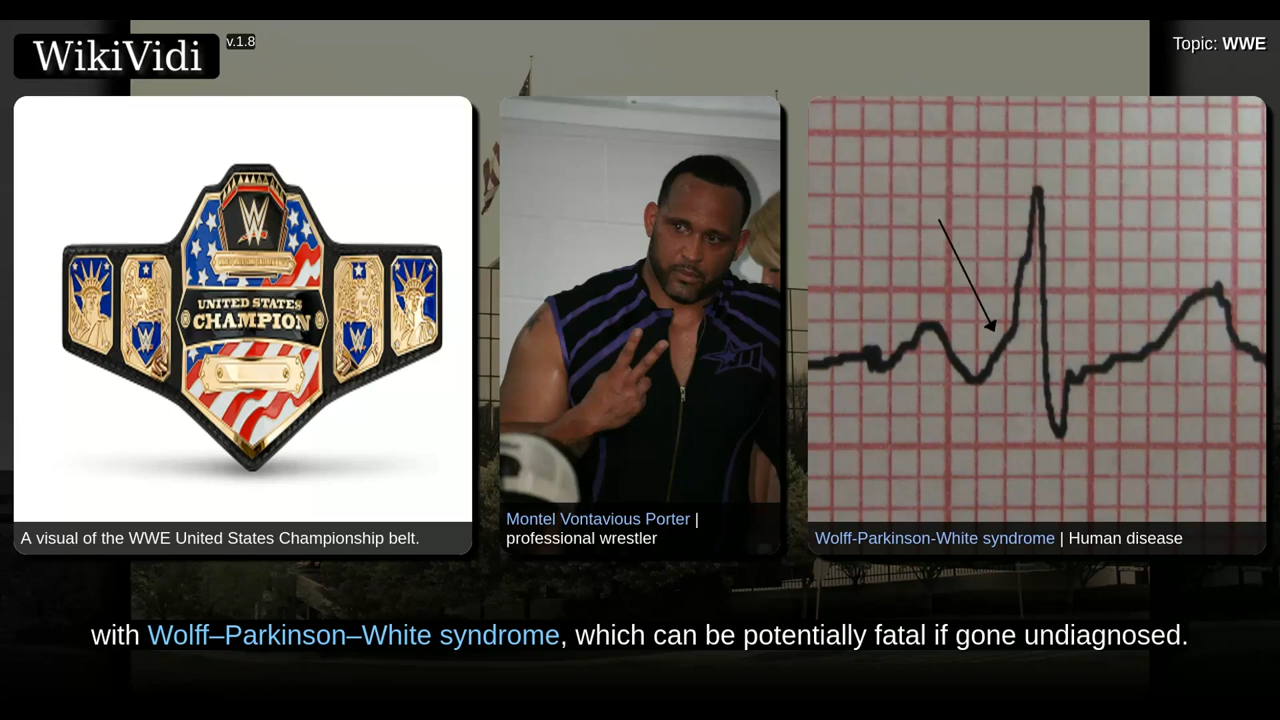 WikiVidi
v.1.8
Topic: WWE
W
UNITED STATES
CHAMPION
A visual of the WWE United States Championship belt.
Montel Vontavious Porter |
professional wrestler
Wolff-Parkinson-White syndrome | Human disease
with Wolff–Parkinson–White syndrome, which can be potentially fatal if gone undiagnosed.